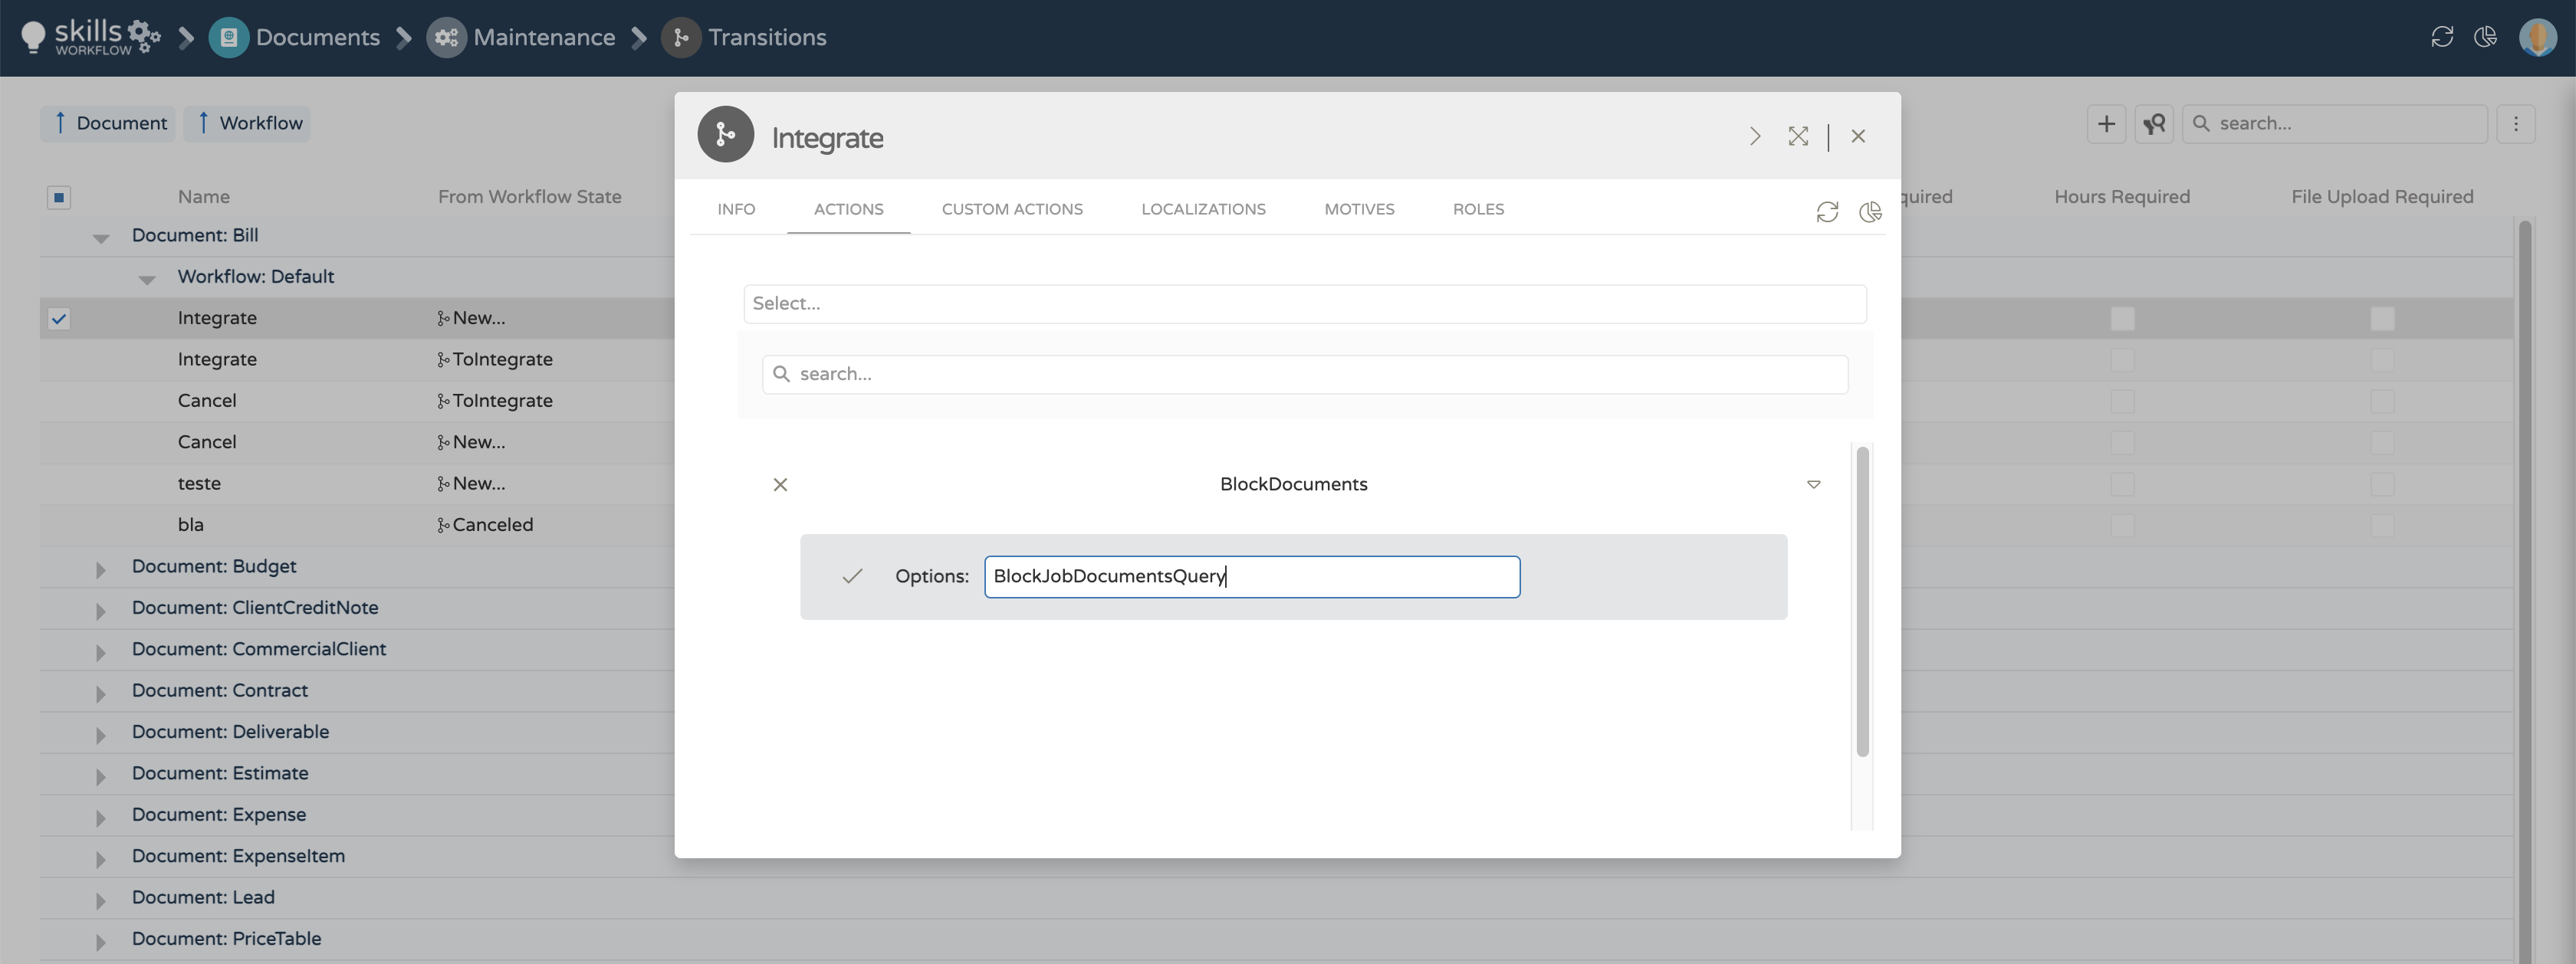 skills WORKFLOW Documents Maintenance Transitions
Document Workflow
search...
Name From Workflow State
quired Hours Required File Upload Required
Document: Bill
Workflow: Default
Integrate New...
Integrate ToIntegrate
Cancel ToIntegrate
Cancel New...
teste New...
bla Canceled
Document: Budget
Document: ClientCreditNote
Document: CommercialClient
Document: Contract
Document: Deliverable
Document: Estimate
Document: Expense
Document: ExpenseItem
Document: Lead
Document: PriceTable
Integrate
INFO ACTIONS CUSTOM ACTIONS LOCALIZATIONS MOTIVES ROLES
Select...
search...
BlockDocuments
Options: BlockJobDocumentsQuery